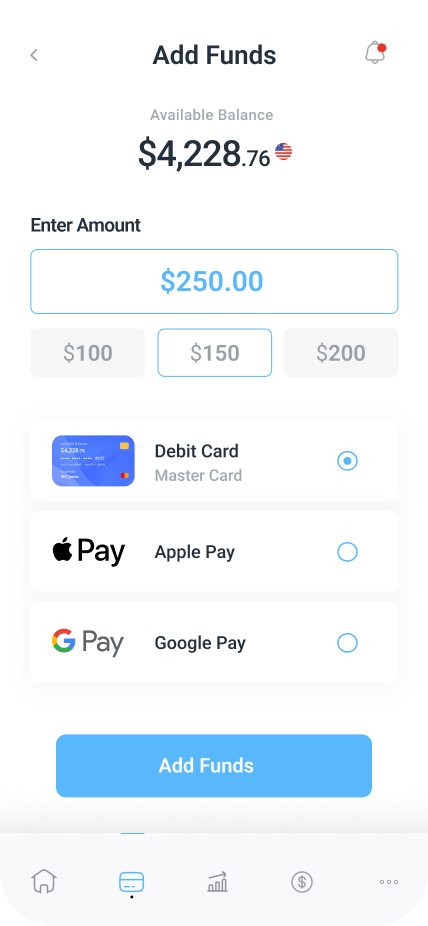 Add Funds
Available Balance
$4,228.76
Enter Amount
$250.00
$100 $150 $200
$4,228.76
Debit Card
Master Card
Pay Apple Pay
G Pay Google Pay
Add Funds
$